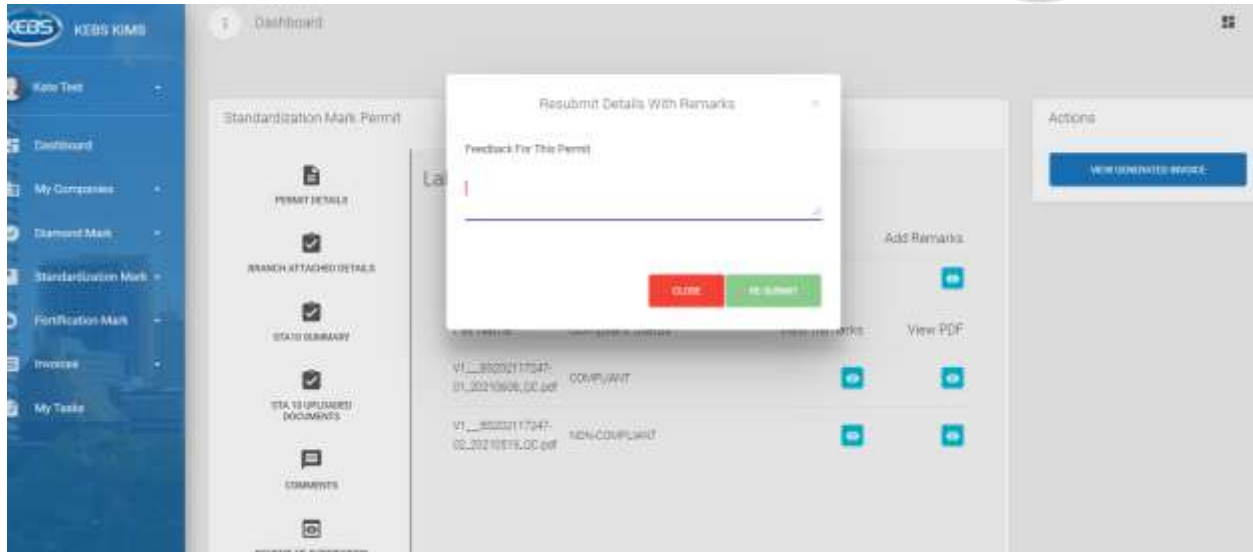 KEBS KEBS KIMS
Dashboard
Kate Test
Dashboard
My Companies
Diamond Mark
Standardization Mark
Fortification Mark
Invoices
My Tasks
Standardization Mark Permit
PERMIT DETAILS
BRANCH ATTACHED DETAILS
STA10 SUMMARY
STA 10 UPLOADED
DOCUMENTS
COMMENTS
La
Resubmit Details With Remarks
Feedback For This Permit
CLOSE RE-SUBMIT
Add Remarks
View PDF
COMPLIANT
NON-COMPLIANT
Actions
VIEW GENERATED INVOICE